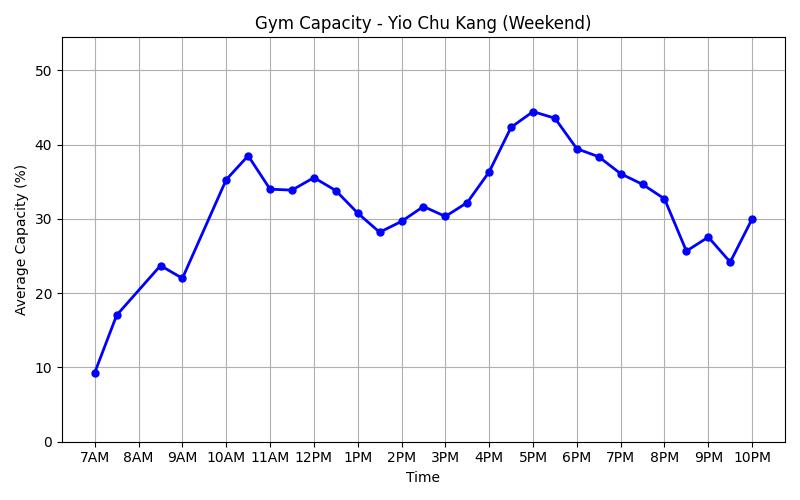 Gym Capacity - Yio Chu Kang (Weekend)
Average Capacity (%)
50
40
30
20
10
0
7AM 8AM 9AM 10AM 11AM 12PM 1PM 2PM 3PM 4PM 5PM 6PM 7PM 8PM 9PM 10PM
Time